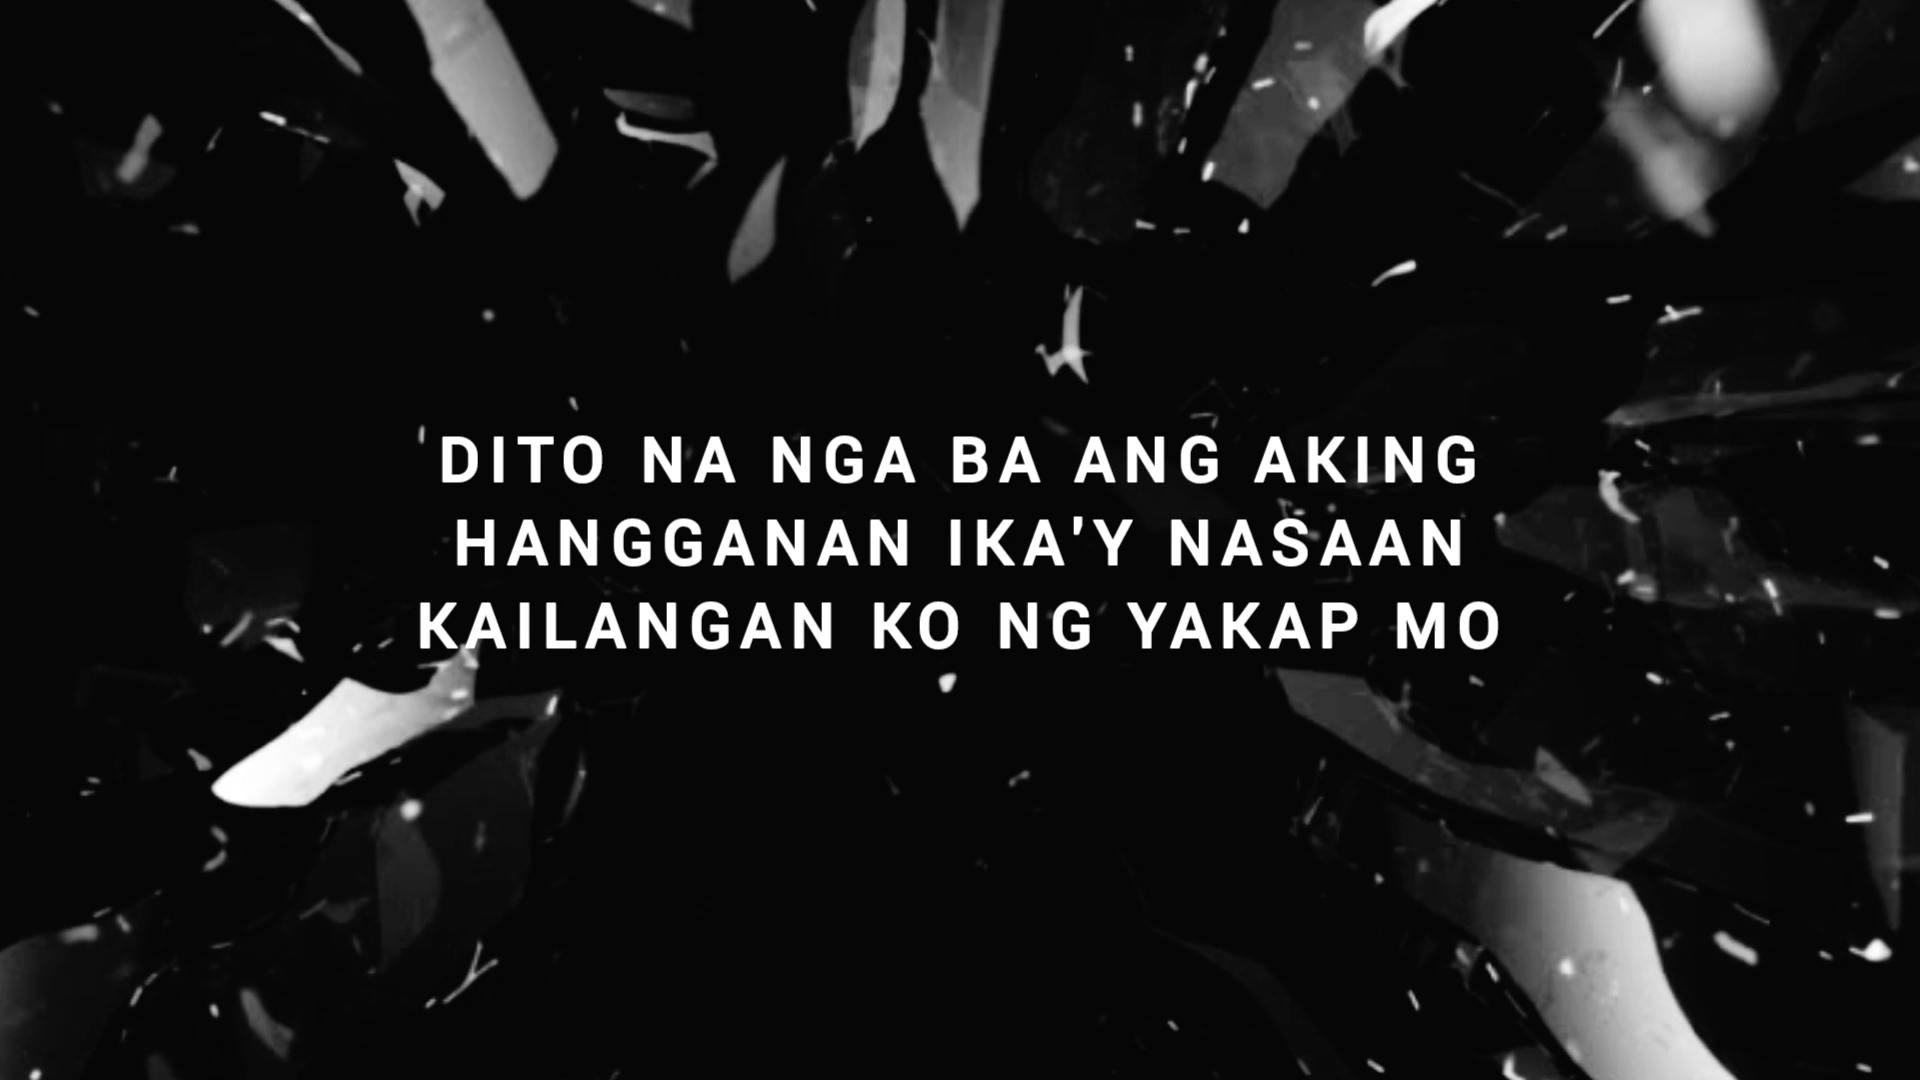 DITO NA NGA BA ANG AKING
HANGGANAN IKA'Y NASAAN
KAILANGAN KO NG YAKAP MO